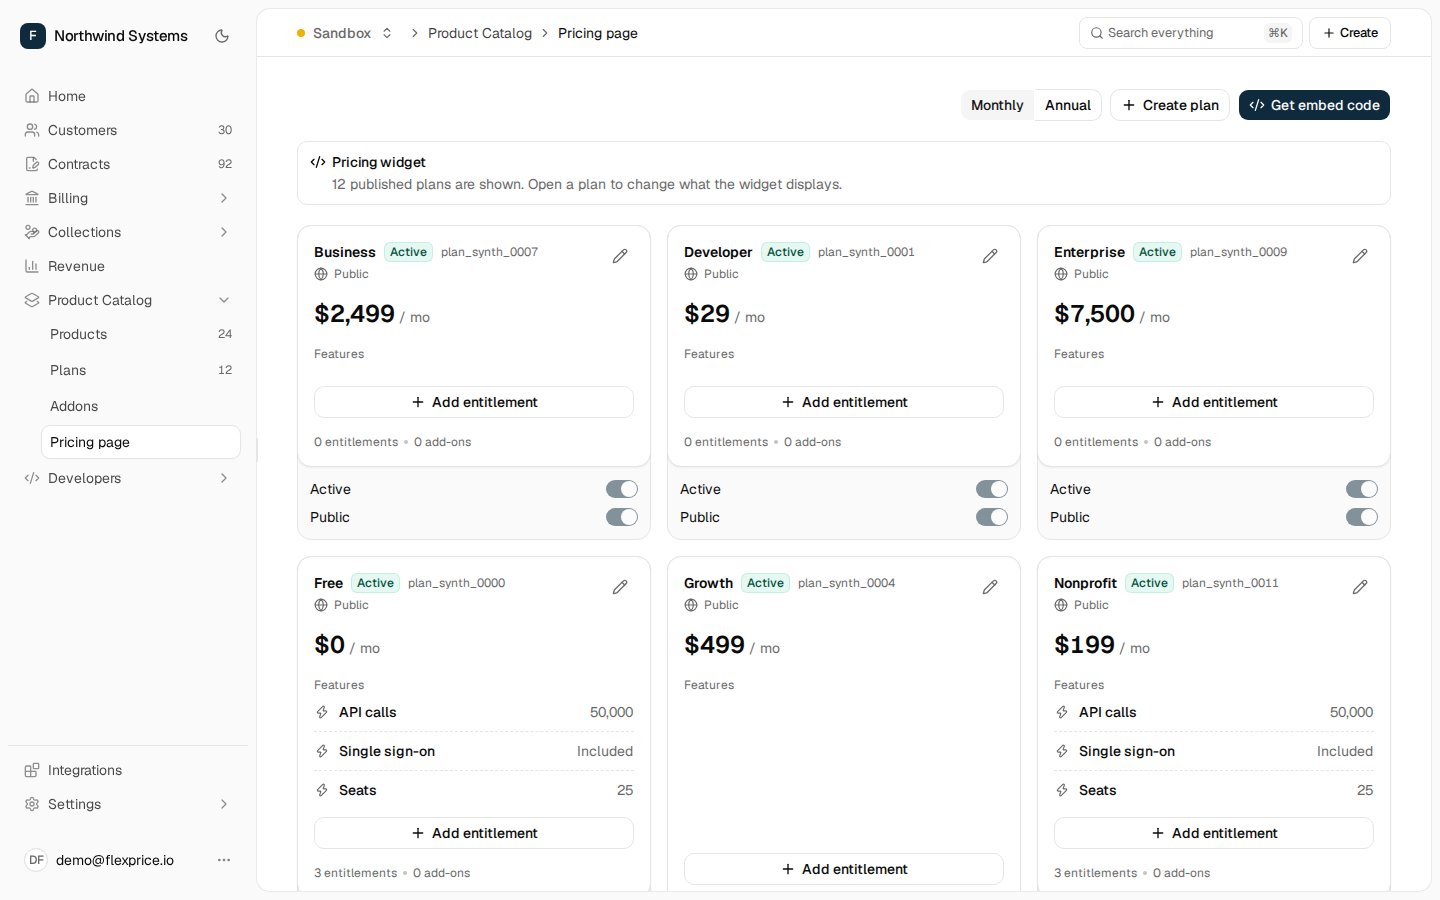 F Northwind Systems
Home
Customers 30
Contracts 92
Billing
Collections
Revenue
Product Catalog
Products 24
Plans 12
Addons
Pricing page
Developers
Integrations
Settings
DF demo@flexprice.io
Sandbox Product Catalog Pricing page
Search everything ⌘K
Create
Monthly Annual Create plan Get embed code
Pricing widget
12 published plans are shown. Open a plan to change what the widget displays.
Business Active plan_synth_0007
Public
$2,499 / mo
Features
Add entitlement
0 entitlements • 0 add-ons
Active
Public
Developer Active plan_synth_0001
Public
$29 / mo
Features
Add entitlement
0 entitlements • 0 add-ons
Active
Public
Enterprise Active plan_synth_0009
Public
$7,500 / mo
Features
Add entitlement
0 entitlements • 0 add-ons
Active
Public
Free Active plan_synth_0000
Public
$0 / mo
Features
API calls 50,000
Single sign-on Included
Seats 25
Add entitlement
3 entitlements • 0 add-ons
Growth Active plan_synth_0004
Public
$499 / mo
Features
Add entitlement
Nonprofit Active plan_synth_0011
Public
$199 / mo
Features
API calls 50,000
Single sign-on Included
Seats 25
Add entitlement
3 entitlements • 0 add-ons